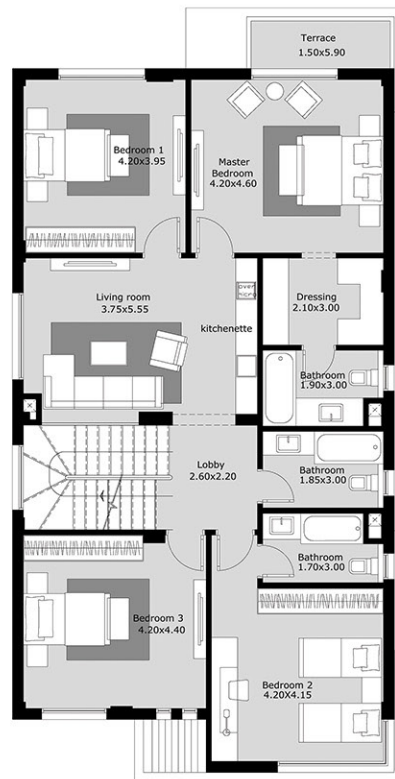 Terrace
1.50x5.90
Bedroom 1
4.20x3.95
Master
Bedroom
4.20x4.60
Living room
3.75x5.55
kitchenette
Dressing
2.10x3.00
Bathroom
1.90x3.00
Lobby
2.60x2.20
Bathroom
1.85x3.00
Bathroom
1.70x3.00
Bedroom 3
4.20x4.40
Bedroom 2
4.20X4.15